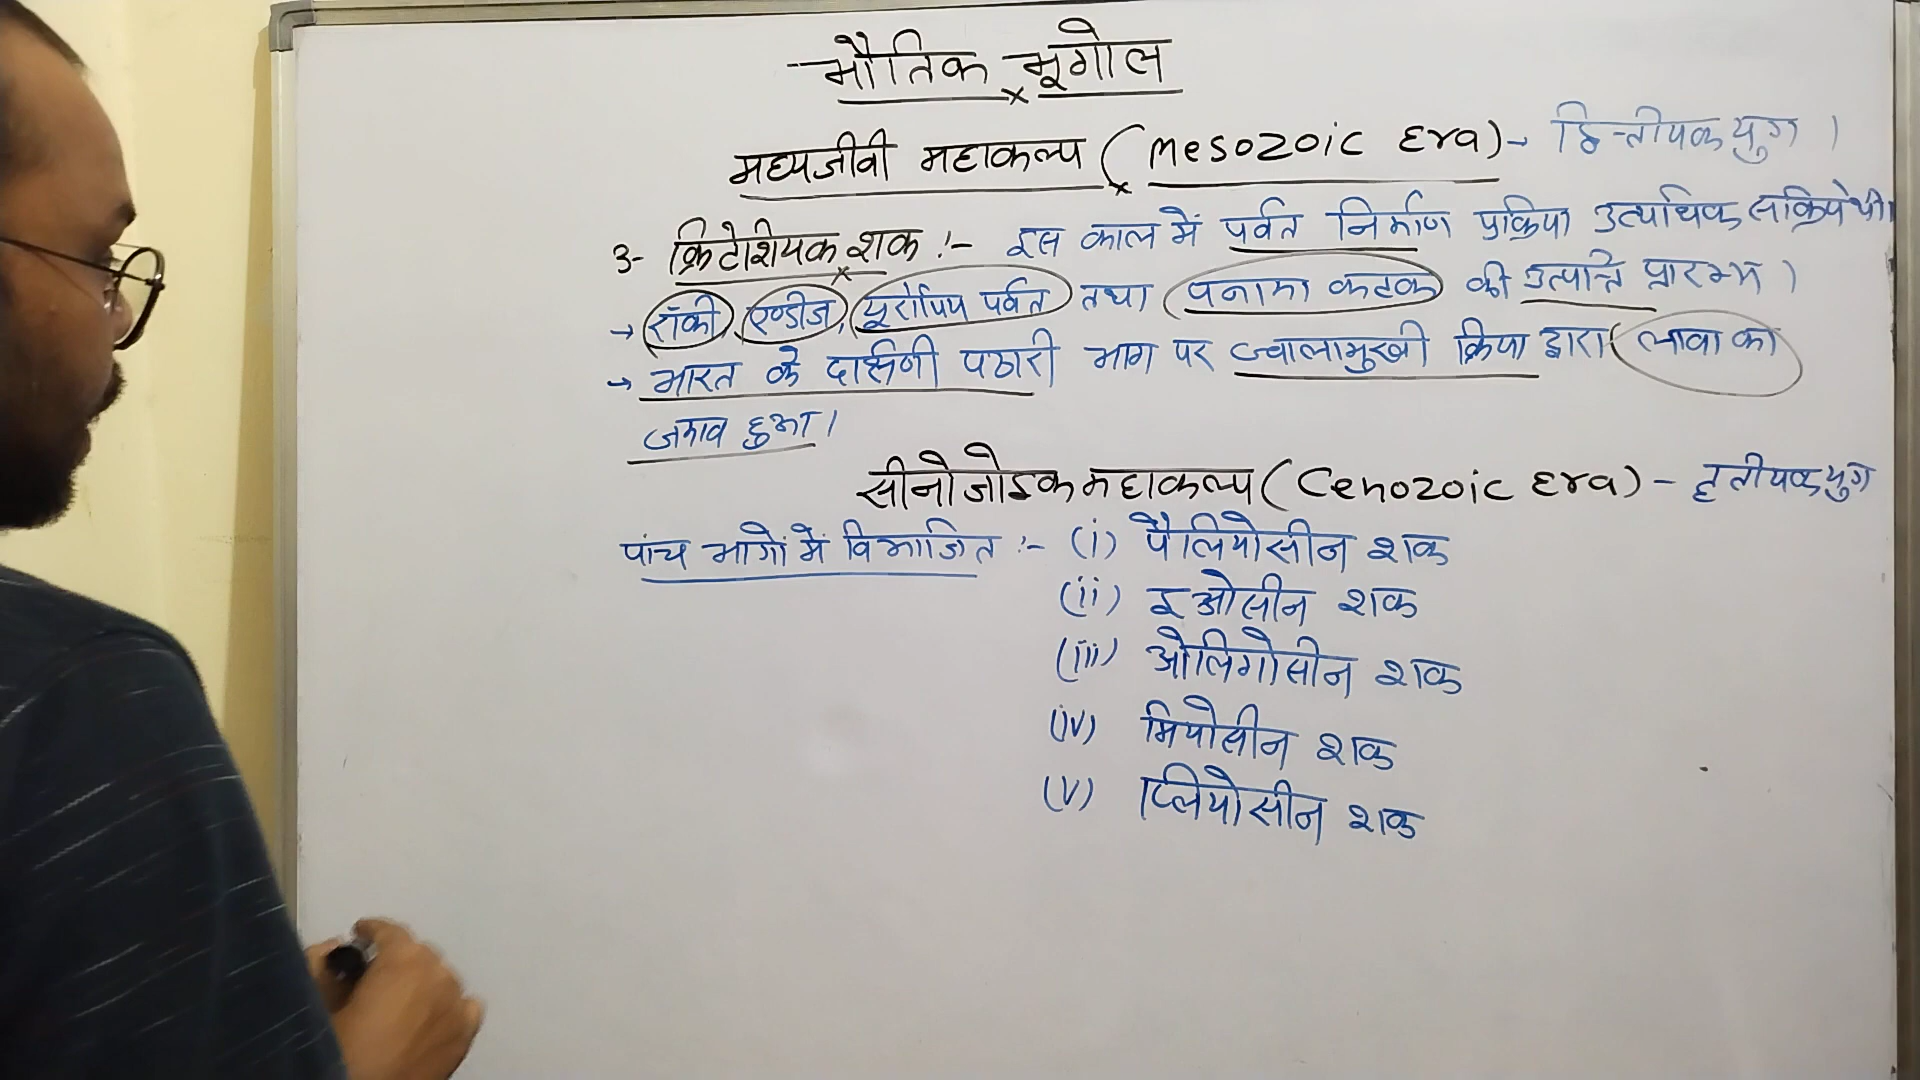 भौतिक भूगोल
मध्यजीवी महाकल्प (Mesozoic Era) - द्वितीयक युग ।
3- क्रिटेशियक शक :- इस काल में पर्वत निर्माण प्रक्रिया अत्यधिक सक्रिय थी।
→ रॉकी, एण्डीज, यूरोपिय पर्वत तथा पनामा कटक की उत्पत्ति प्रारम्भ ।
→ भारत के दक्षिणी पठारी भाग पर ज्वालामुखी क्रिया द्वारा लावा का
जमाव हुआ।
सीनोजोइक महाकल्प (Cenozoic Era) - तृतीयक युग
पांच भागों में विभाजित :- (i) पैलियोसीन शक
(ii) इओसीन शक
(iii) ओलिगोसीन शक
(iv) मियोसीन शक
(v) प्लियोसीन शक